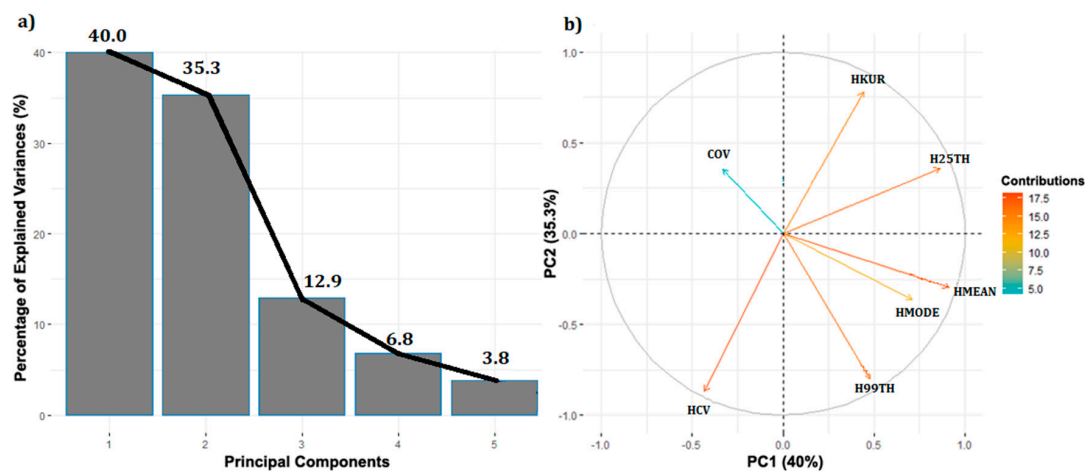 a)
40.0
35.3
12.9
6.8
3.8
40
30
20
10
0
Percentage of Explained Variances (%)
1 2 3 4 5
Principal Components
b)
HKUR
COV
H25TH
HMEAN
HMODE
H99TH
HCV
1.0
0.5
0.0
-0.5
-1.0
PC2 (35.3%)
-1.0 -0.5 0.0 0.5 1.0
PC1 (40%)
Contributions
17.5
15.0
12.5
10.0
7.5
5.0